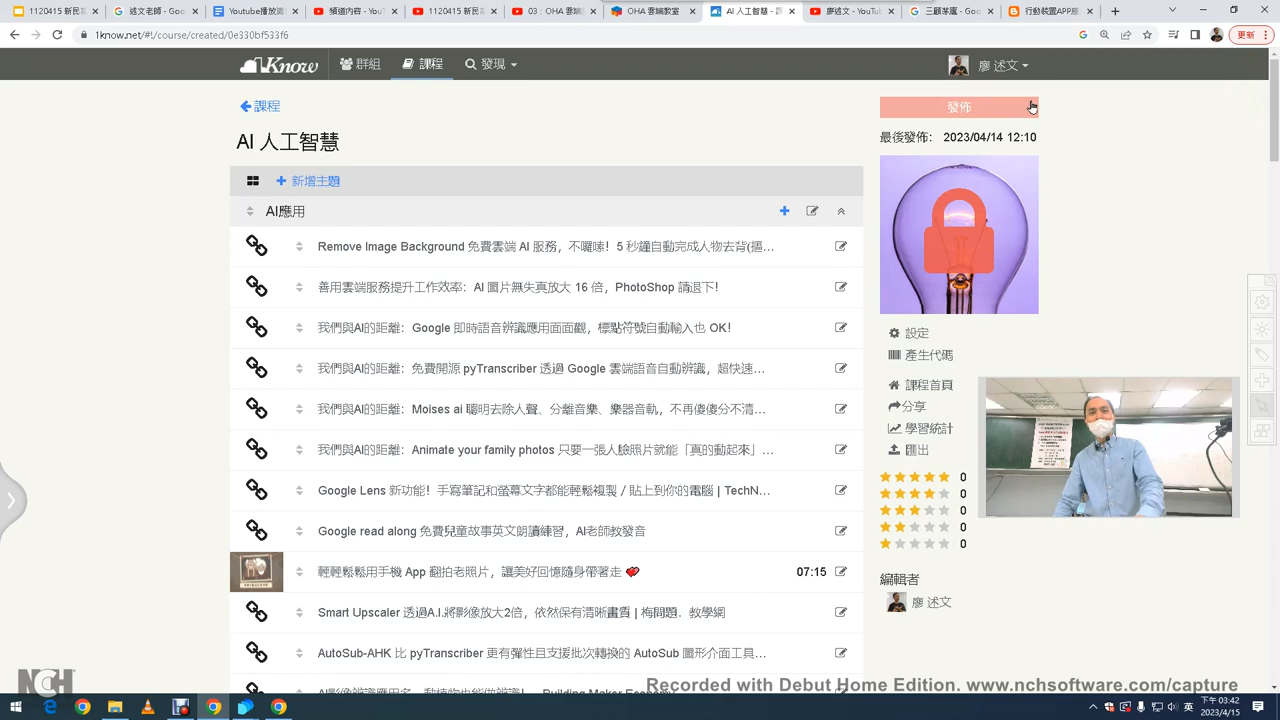 1120415 新民
述文老師 - Goo
Youtube播放清
頻道內容 - YouT
1120415 新民
03 : OHA 雲端
OHA 雲端教室
AI 人工智慧 - 課
廖述文 - YouTub
三顧茅廬 - Goo
行動裝置APP應
1know.net/#!/course/created/0e330bf533f6
更新
1Know
群組
課程
發現
廖 述文
課程
發佈
最後發佈： 2023/04/14 12:10
AI 人工智慧
新增主題
AI應用
Remove Image Background 免費雲端 AI 服務，不囉嗦！5 秒鐘自動完成人物去背(摳…
善用雲端服務提升工作效率：AI 圖片無失真放大 16 倍，PhotoShop 請退下！
我們與AI的距離：Google 即時語音辨識應用面面觀，標點符號自動輸入也 OK！
我們與AI的距離：免費開源 pyTranscriber 透過 Google 雲端語音自動辨識，超快速…
我們與AI的距離：Moises ai 聰明去除人聲、分離音樂、樂器音軌，不再傻傻分不清…
我們與AI的距離：Animate your family photos 只要一張人臉照片就能「真的動起來」…
Google Lens 新功能！手寫筆記和螢幕文字都能輕鬆複製 / 貼上到你的電腦 | TechN…
Google read along 免費兒童故事英文朗讀練習，AI老師教發音
輕輕鬆鬆用手機 App 翻拍老照片，讓美好回憶隨身帶著走
07:15
Smart Upscaler 透過A.I.將影像放大2倍，依然保有清晰畫質 | 梅問題．教學網
AutoSub-AHK 比 pyTranscriber 更有彈性且支援批次轉換的 AutoSub 圖形介面工具…
設定
產生代碼
課程首頁
分享
學習統計
匯出
0
0
0
0
0
編輯者
廖 述文
NCH
Recorded with Debut Home Edition. www.nchsoftware.com/capture
英
下午 03:42
2023/4/15